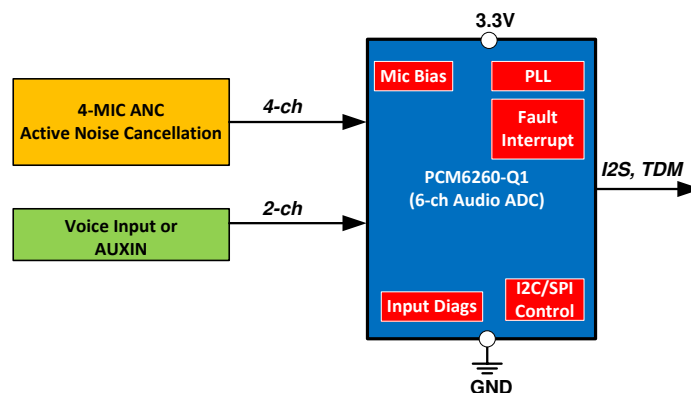 3.3V
Mic Bias
PLL
4-MIC ANC
Active Noise Cancellation
4-ch
Fault
Interrupt
PCM6260-Q1
(6-ch Audio ADC)
I2S, TDM
Voice Input or
AUXIN
2-ch
Input Diags
I2C/SPI
Control
GND